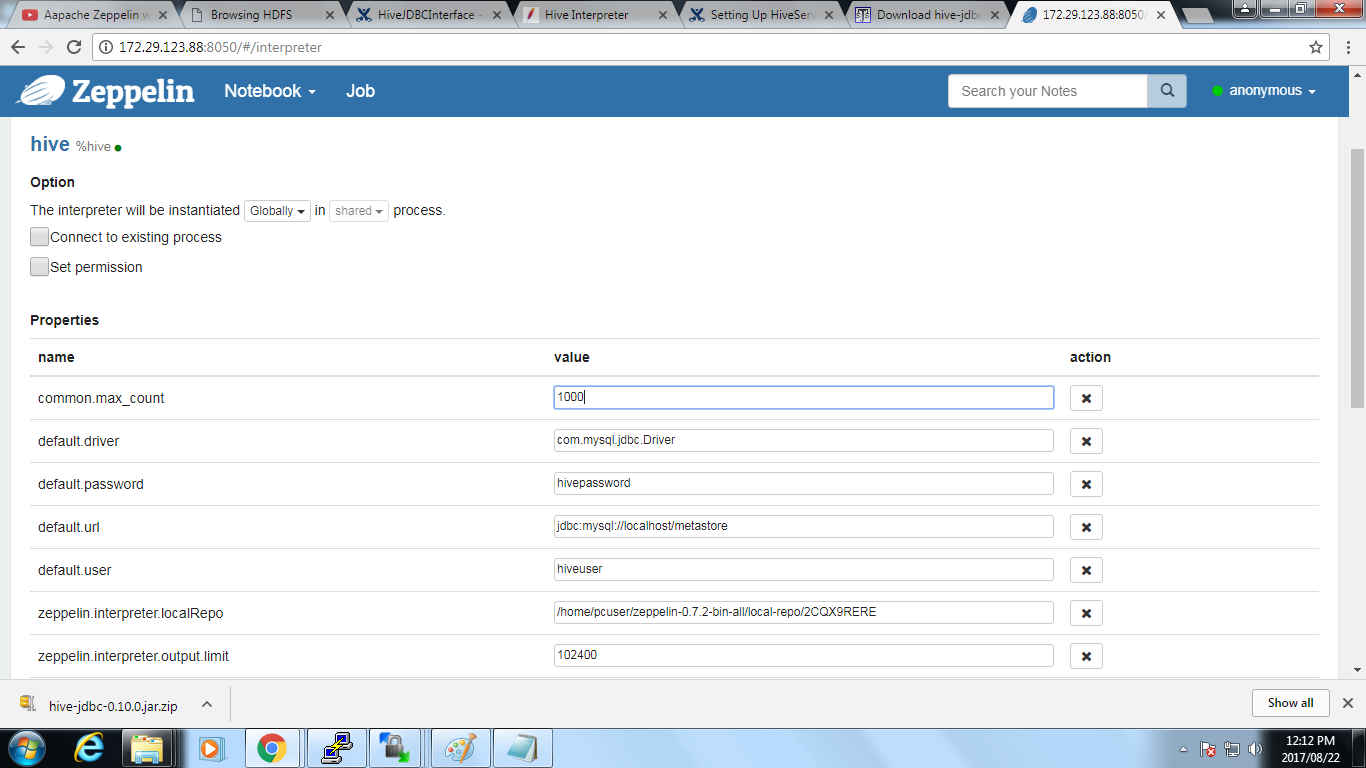 Aapache Zeppelin w
Browsing HDFS
HiveJDBCInterface -
Hive Interpreter
Setting Up HiveServ
Download hive-jdbc
172.29.123.88:8050/
172.29.123.88:8050/#/interpreter
Zeppelin
Notebook
Job
Search your Notes
anonymous
hive %hive
Option
The interpreter will be instantiated Globally in shared process.
Connect to existing process
Set permission
Properties
name value action
common.max_count 1000
default.driver com.mysql.jdbc.Driver
default.password hivepassword
default.url jdbc:mysql://localhost/metastore
default.user hiveuser
zeppelin.interpreter.localRepo /home/pcuser/zeppelin-0.7.2-bin-all/local-repo/2CQX9RERE
zeppelin.interpreter.output.limit 102400
hive-jdbc-0.10.0.jar.zip
Show all
12:12 PM
2017/08/22